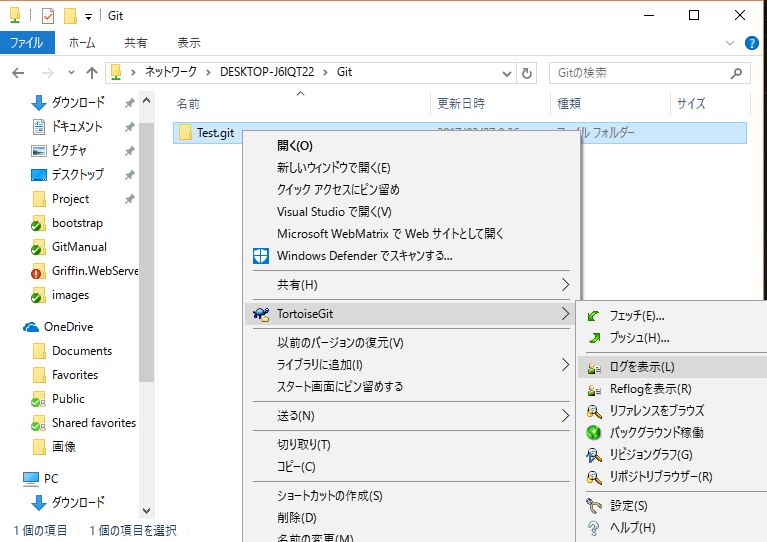 Git
ファイル ホーム 共有 表示
ネットワーク > DESKTOP-J6IQT22 > Git
Gitの検索
名前 更新日時 種類 サイズ
Test.git
ダウンロード
ドキュメント
ピクチャ
デスクトップ
Project
bootstrap
GitManual
Griffin.WebServe
images
OneDrive
Documents
Favorites
Public
Shared favorites
画像
PC
ダウンロード
開く(O)
新しいウィンドウで開く(E)
クイック アクセスにピン留め
Visual Studio で開く(V)
Microsoft WebMatrix で Web サイトとして開く
Windows Defender でスキャンする...
共有(H)
TortoiseGit
以前のバージョンの復元(V)
ライブラリに追加(I)
スタート画面にピン留めする
送る(N)
切り取り(T)
コピー(C)
ショートカットの作成(S)
削除(D)
名前の変更(M)
フェッチ(E)...
プッシュ(H)...
ログを表示(L)
Reflogを表示(R)
リファレンスをブラウズ
バックグラウンド稼働
リビジョングラフ(G)
リポジトリブラウザー(R)
設定(S)
ヘルプ(H)
1 個の項目 1 個の項目を選択